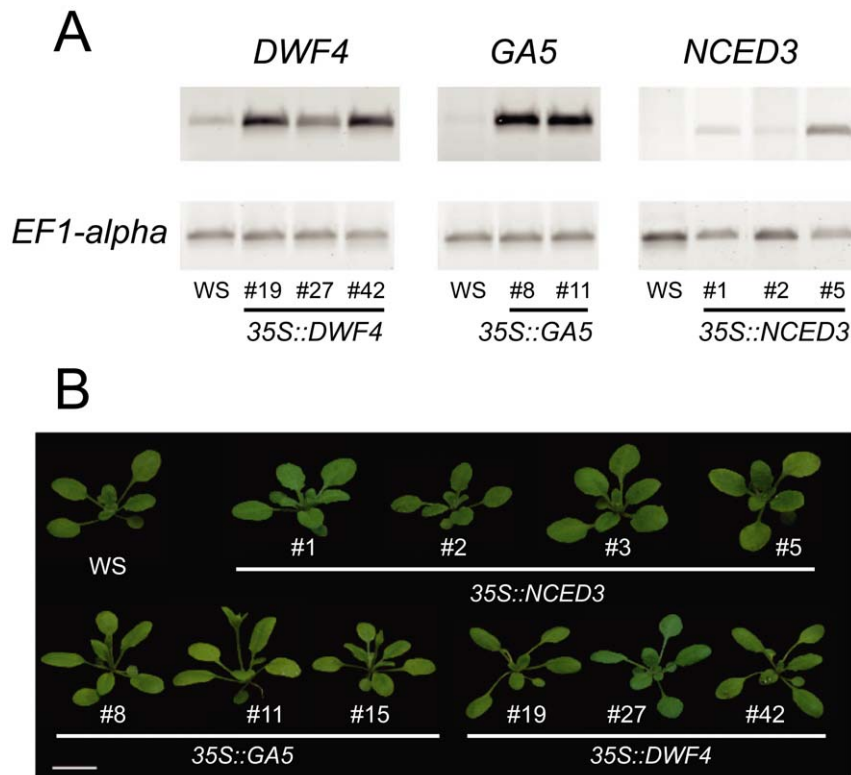 A
DWF4 GA5 NCED3
EF1-alpha
WS #19 #27 #42 WS #8 #11 WS #1 #2 #5
35S::DWF4 35S::GA5 35S::NCED3
B
WS #1 #2 #3 #5
35S::NCED3
#8 #11 #15 #19 #27 #42
35S::GA5 35S::DWF4